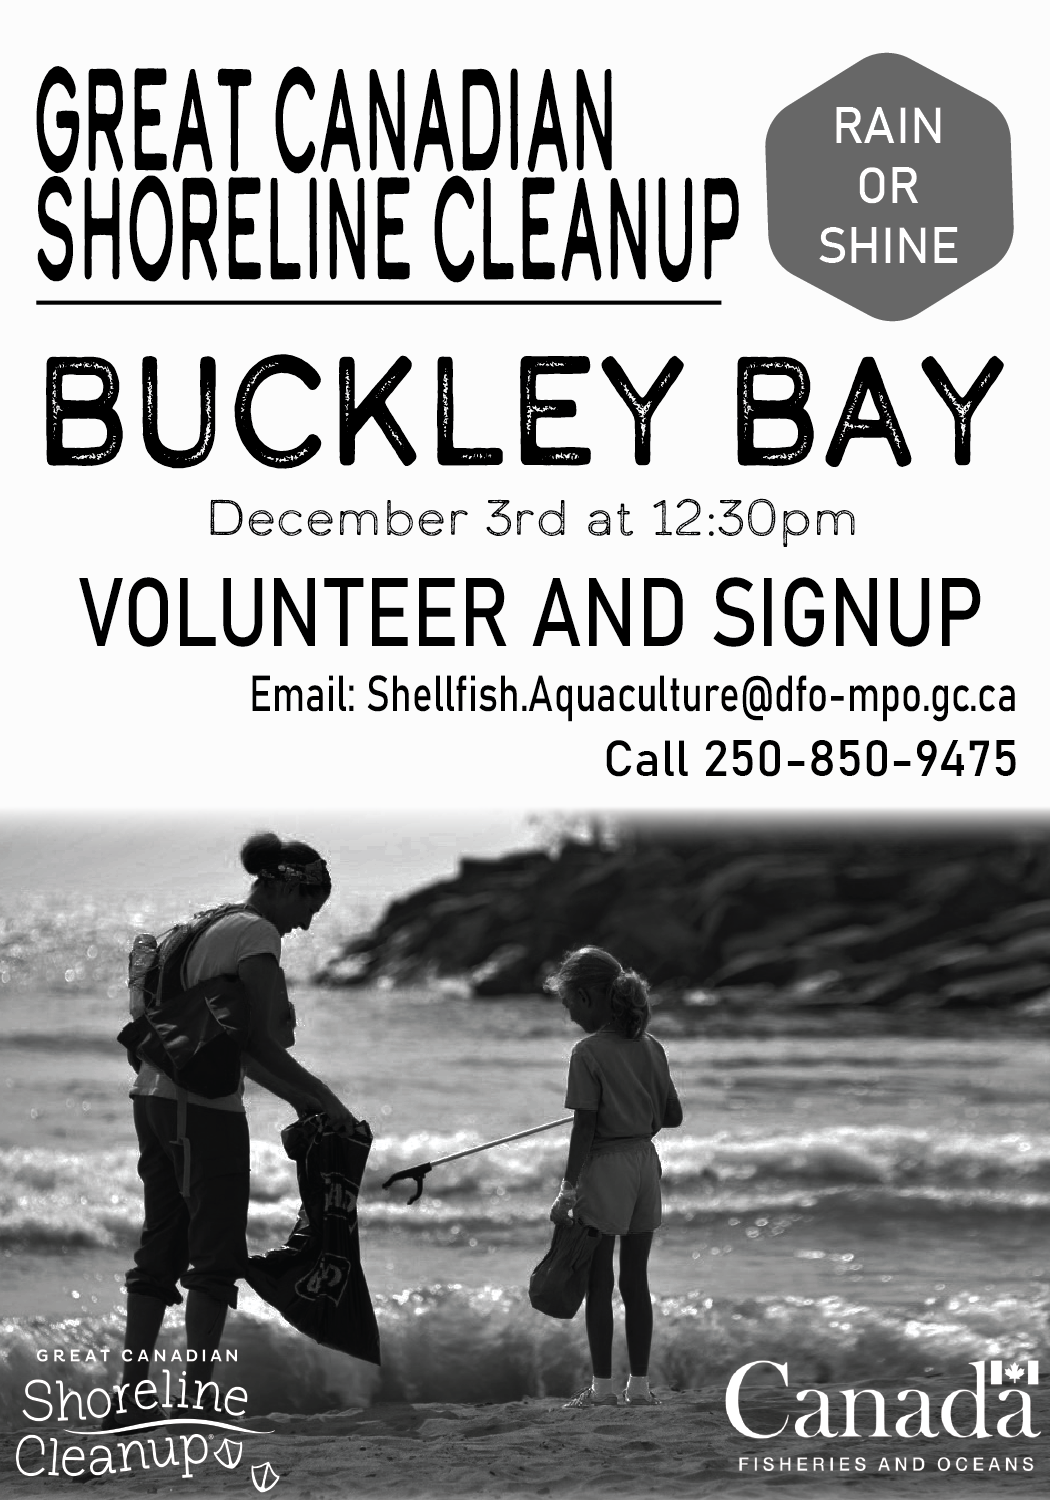 GREAT CANADIAN
SHORELINE CLEANUP
RAIN
OR
SHINE
BUCKLEY BAY
December 3rd at 12:30pm
VOLUNTEER AND SIGNUP
Email: Shellfish.Aquaculture@dfo-mpo.gc.ca
Call 250-850-9475
GREAT CANADIAN
Shoreline
Cleanup
Canada
FISHERIES AND OCEANS